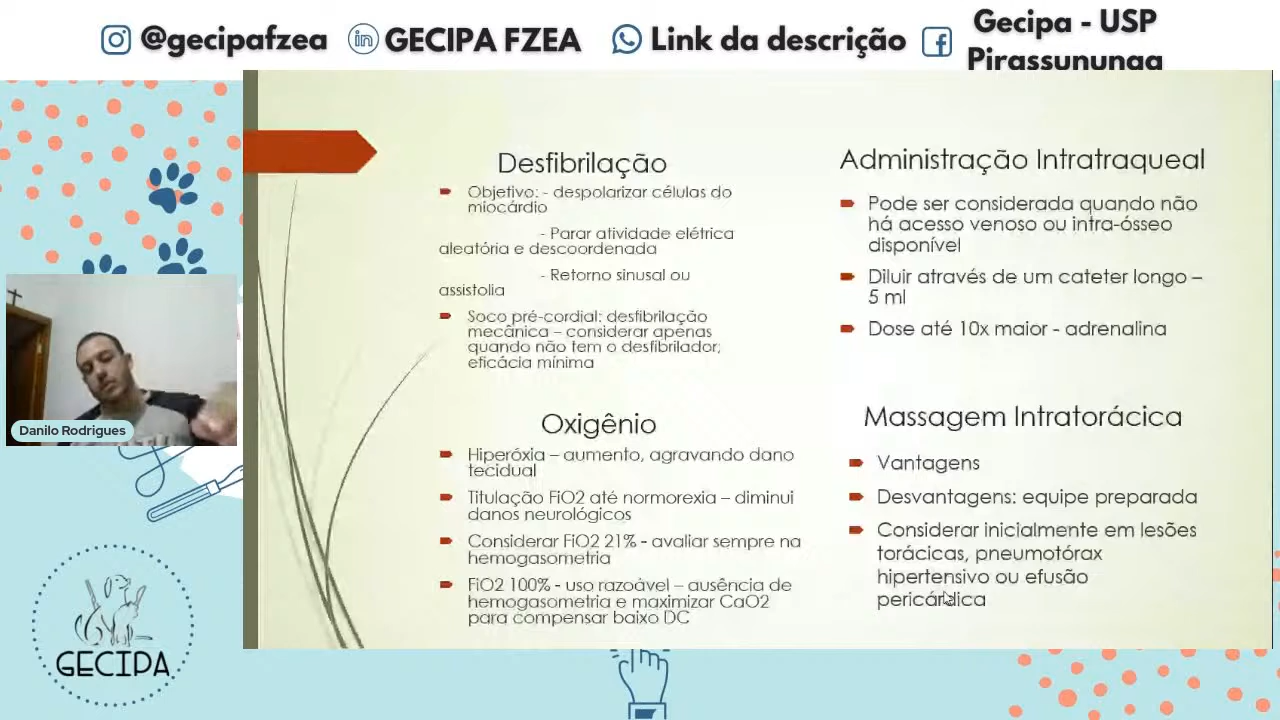 @gecipafzea
GECIPA FZEA
Link da descrição
Gecipa - USP
Pirassununga
Desfibrilação
Objetivo: - despolarizar células do
miocárdio
- Parar atividade elétrica
aleatória e descoordenada
- Retorno sinusal ou
assistolia
Soco pré-cordial: desfibrilação
mecânica – considerar apenas
quando não tem o desfibrilador;
eficácia mínima
Oxigênio
Hiperóxia – aumento, agravando dano
tecidual
Titulação FiO2 até normorexia – diminui
danos neurológicos
Considerar FiO2 21% - avaliar sempre na
hemogasometria
FiO2 100% - uso razoável – ausência de
hemogasometria e maximizar CaO2
para compensar baixo DC
Administração Intratraqueal
Pode ser considerada quando não
há acesso venoso ou intra-ósseo
disponível
Diluir através de um cateter longo –
5 ml
Dose até 10x maior - adrenalina
Massagem Intratorácica
Vantagens
Desvantagens: equipe preparada
Considerar inicialmente em lesões
torácicas, pneumotórax
hipertensivo ou efusão
pericárdica
Danilo Rodrigues
GECIPA